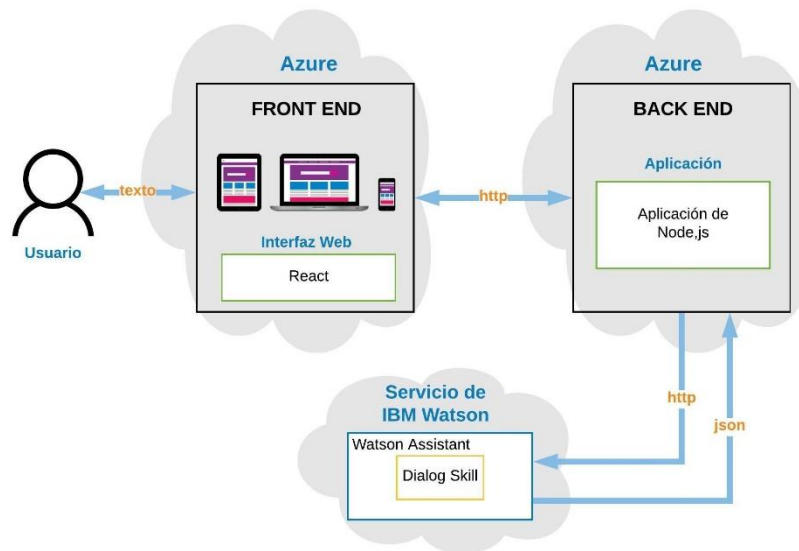 Azure
FRONT END
texto
Usuario
Interfaz Web
React
http
Azure
BACK END
Aplicación
Aplicación de
Node,js
http
json
Servicio de
IBM Watson
Watson Assistant
Dialog Skill